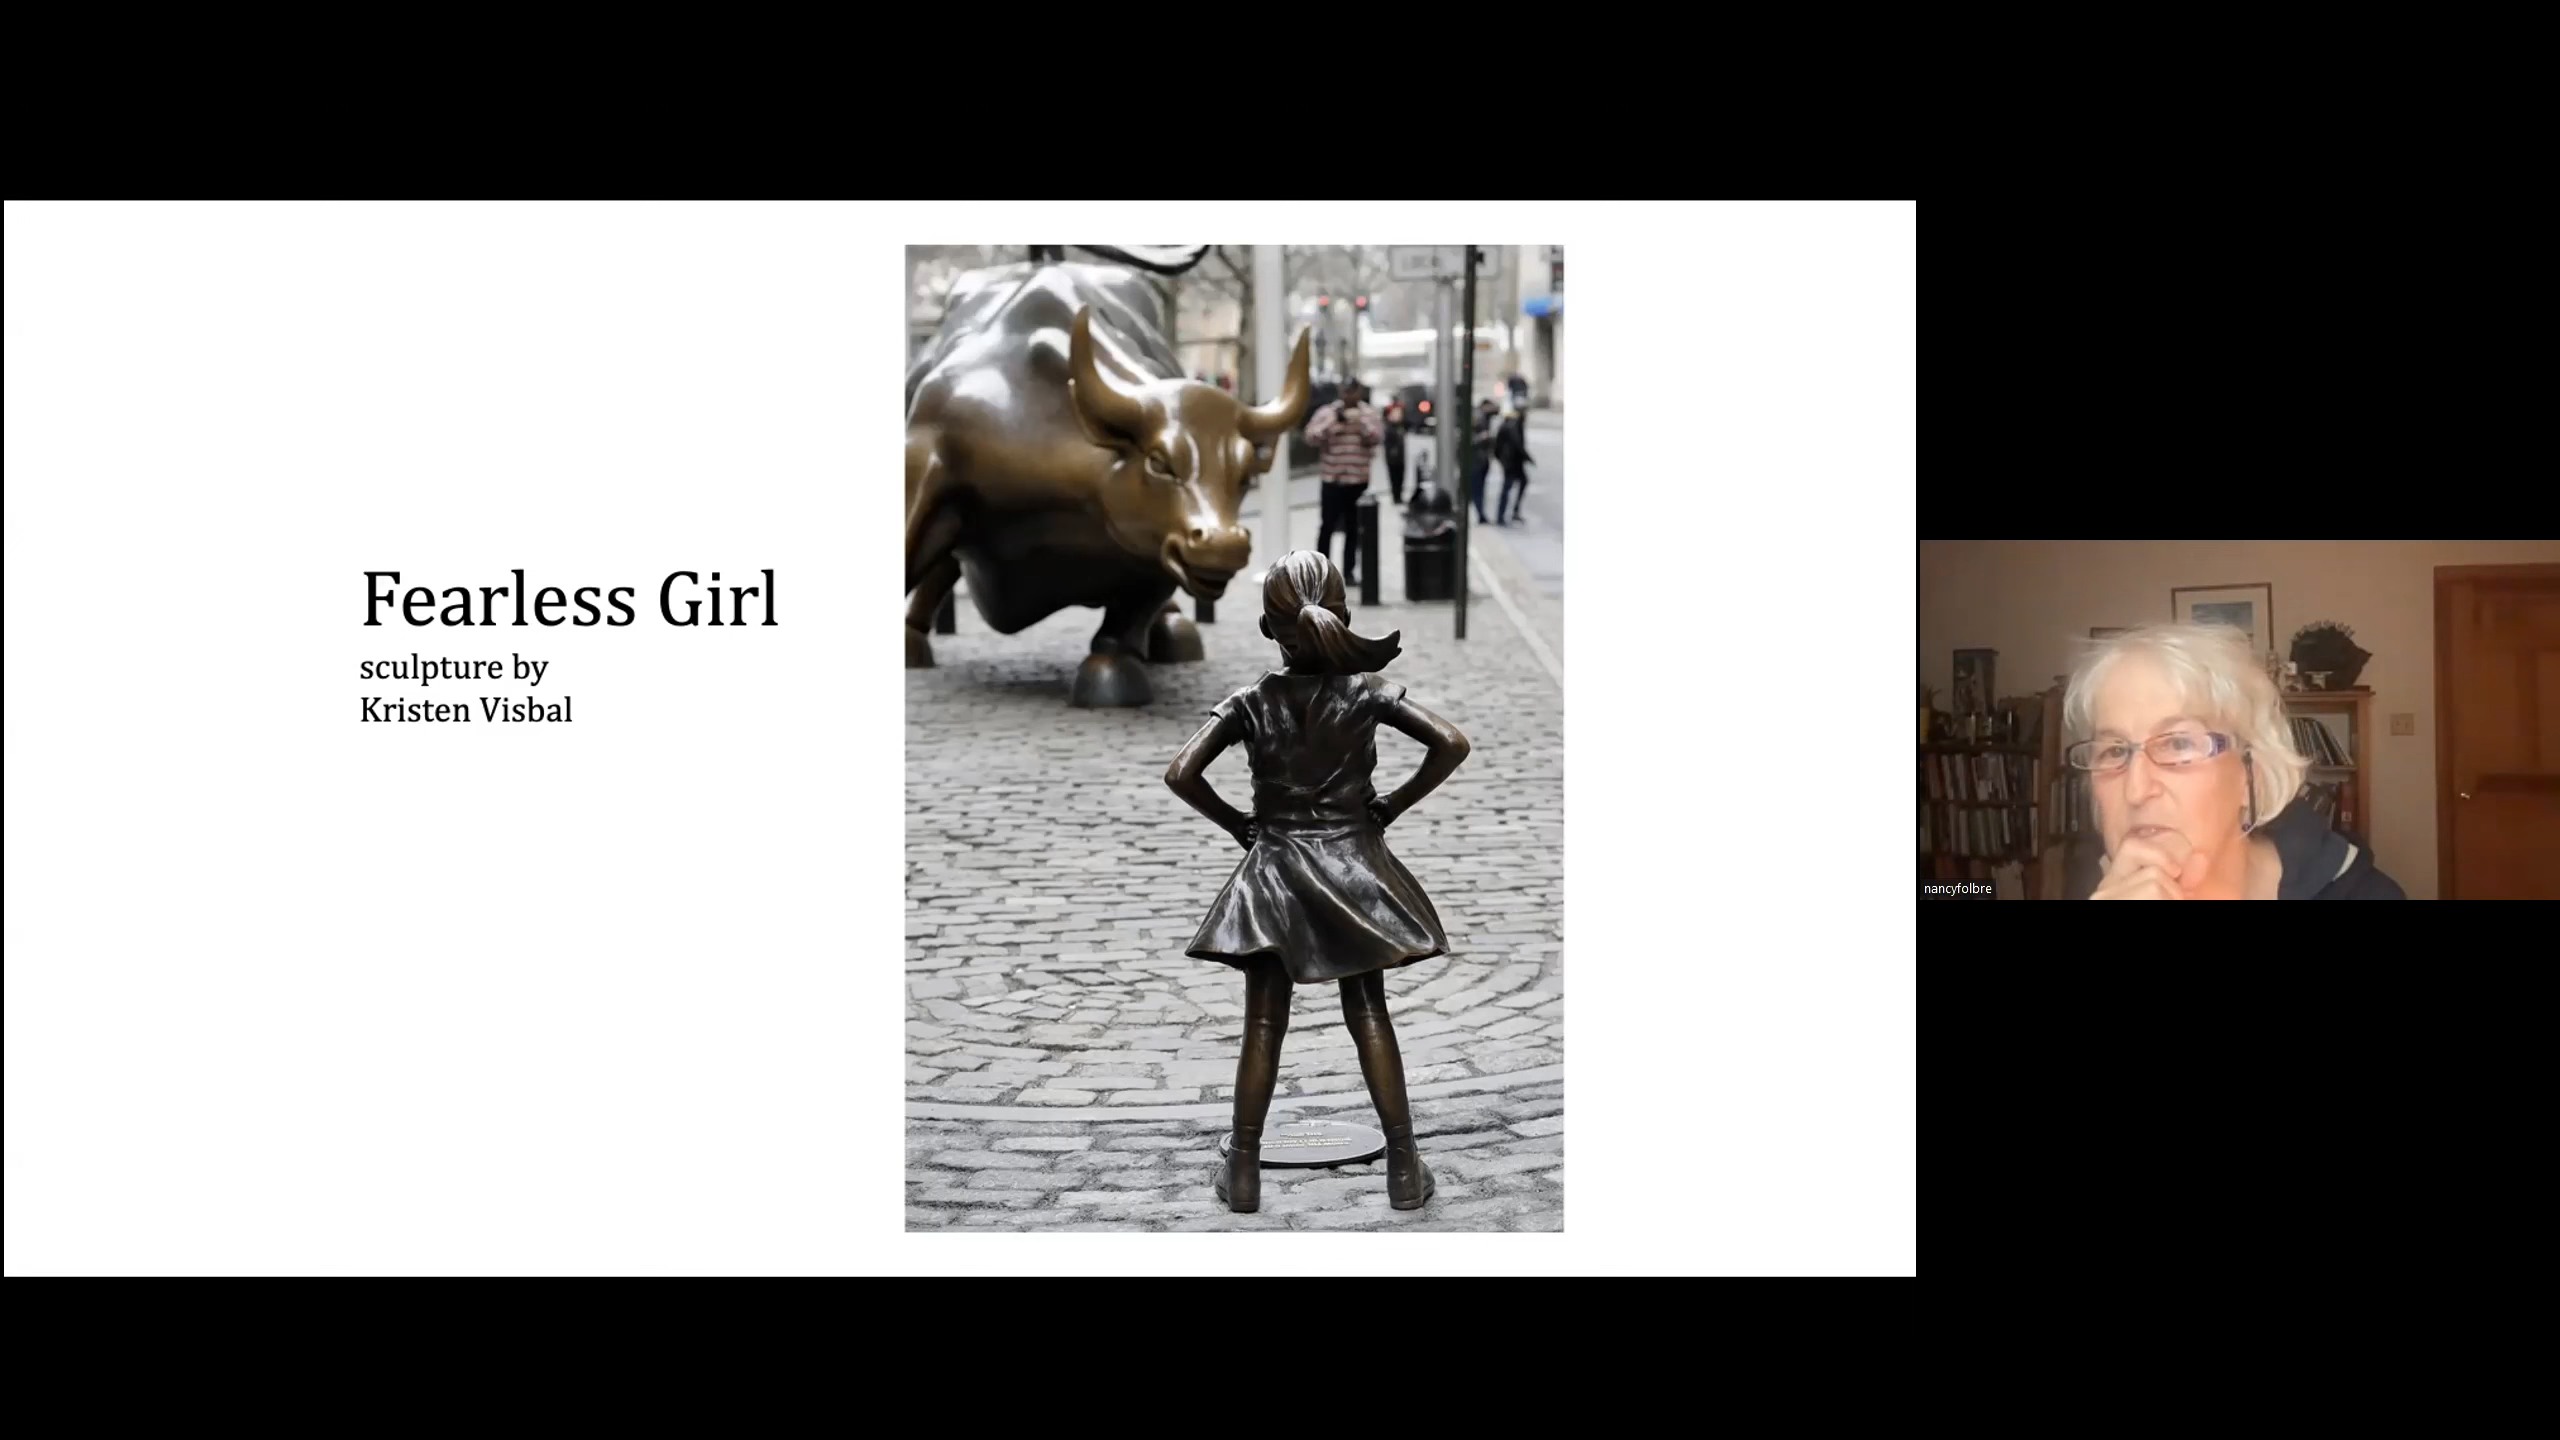 Fearless Girl
sculpture by
Kristen Visbal
nancyfolbre